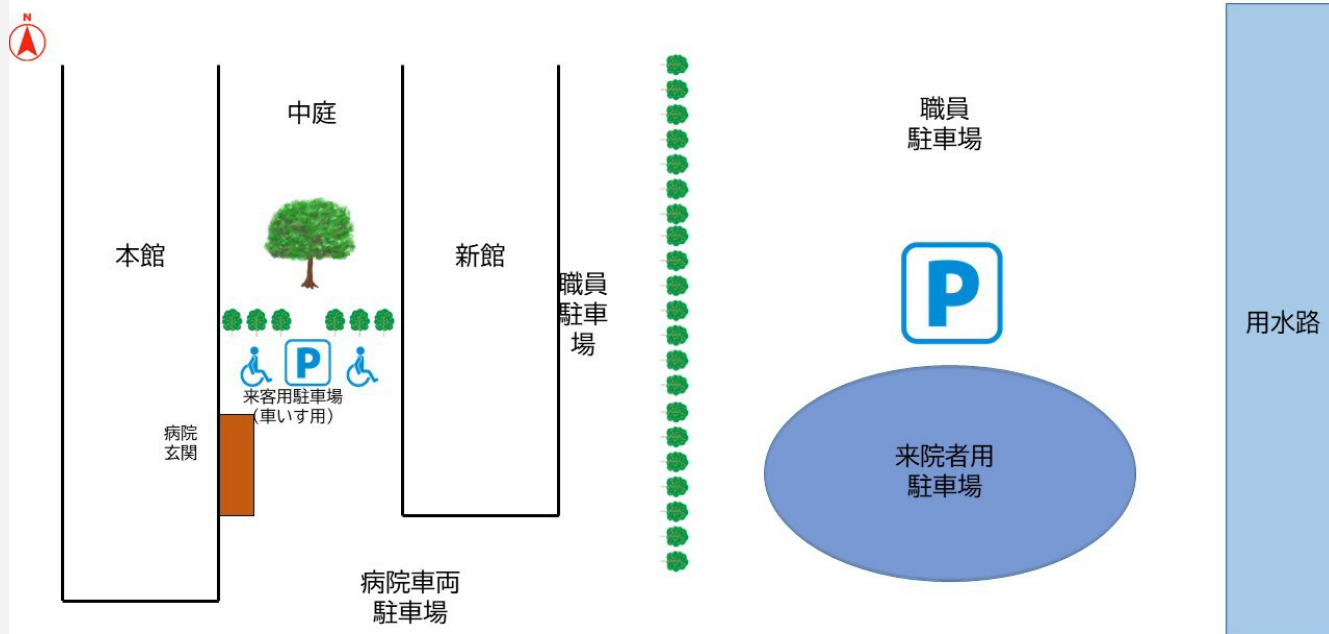 N
中庭
本館
新館
職員
駐車
場
P
来客用駐車場
（車いす用）
病院
玄関
病院車両
駐車場
職員
駐車場
P
来院者用
駐車場
用水路